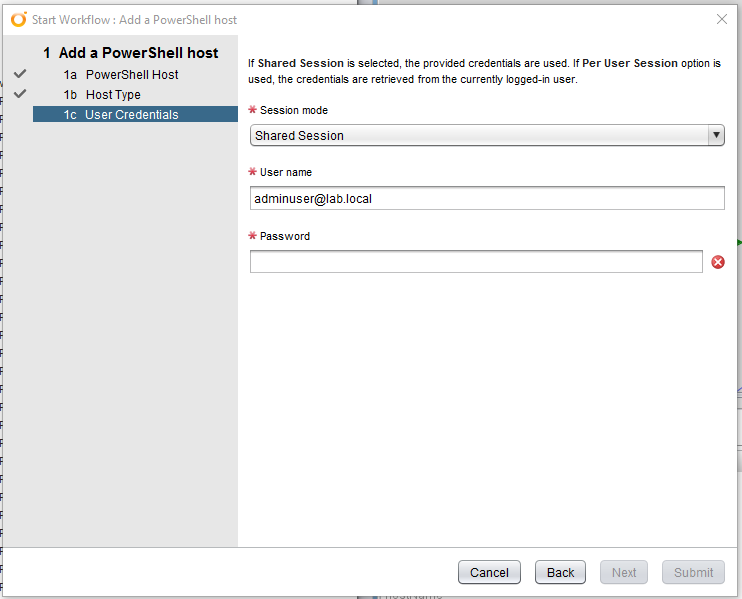 Start Workflow : Add a PowerShell host
1 Add a PowerShell host
1a PowerShell Host
1b Host Type
1c User Credentials
If Shared Session is selected, the provided credentials are used. If Per User Session option is
used, the credentials are retrieved from the currently logged-in user.
* Session mode
Shared Session
* User name
adminuser@lab.local
* Password
Cancel Back Next Submit